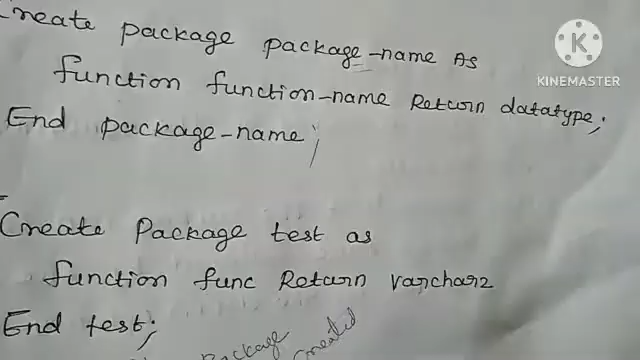 Create package package-name As
function function-name Return datatype;
End package-name;
Create Package test as
function func Return varchar2
End test;
Package Created
KINEMASTER